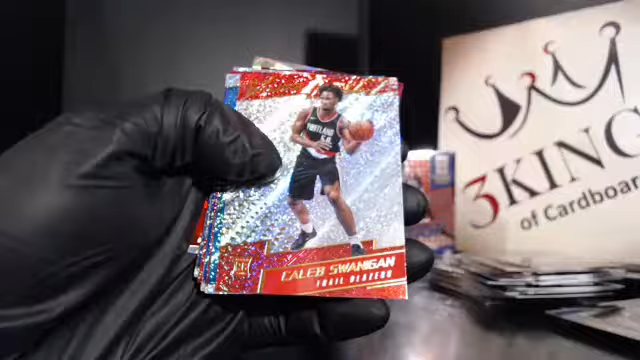 PORTLAND
CALEB SWANIGAN
TRAIL BLAZERS
3KING
of Cardboar